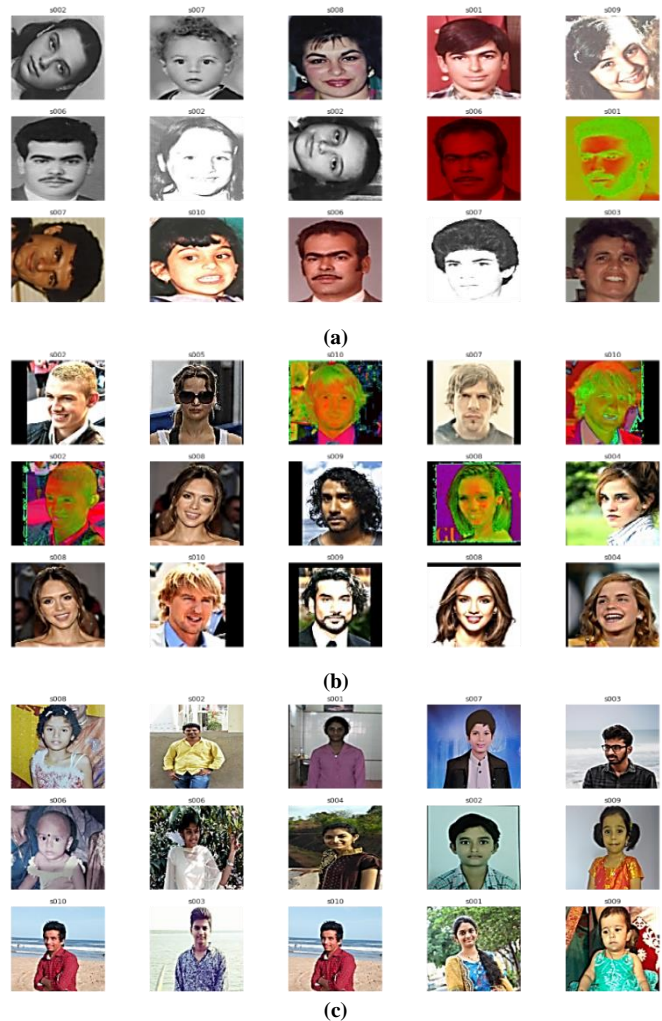 s002 s007 s008 s001 s009
s006 s002 s002 s006 s001
s007 s010 s006 s007 s003
(a)
s002 s005 s010 s007 s010
s002 s008 s009 s008 s004
s008 s010 s009 s008 s004
(b)
s008 s002 s001 s007 s003
s006 s006 s004 s002 s009
s010 s003 s010 s001 s009
(c)